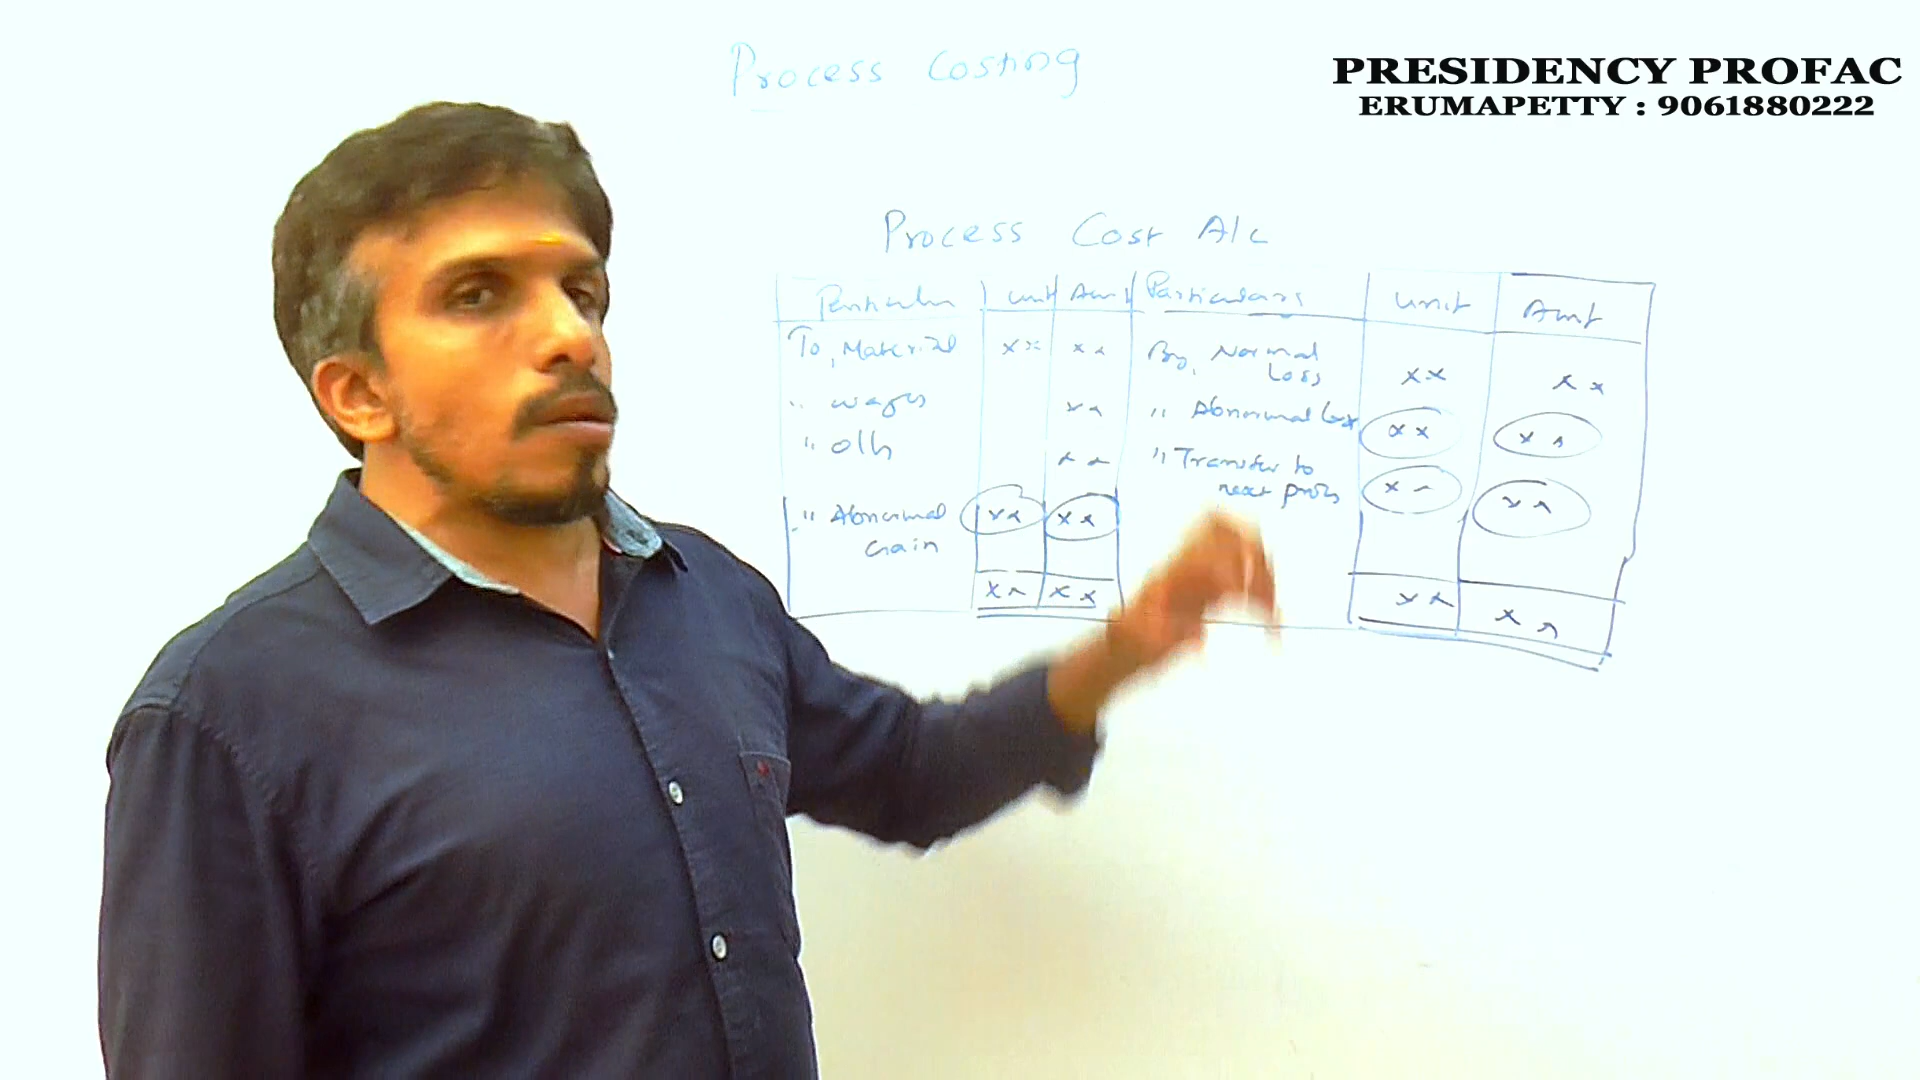 Process Costing
PRESIDENCY PROFAC
ERUMAPETTY : 9061880222
Process Cost A/c
Particulars unit Amt Particulars unit Amt
To, Material xx xx By, Normal Loss xx xx
" wages xx " Abnormal Loss xx xx
" o/h xx " Transfer to next process xx xx
" Abnormal Gain xx xx
xx xx xx xx